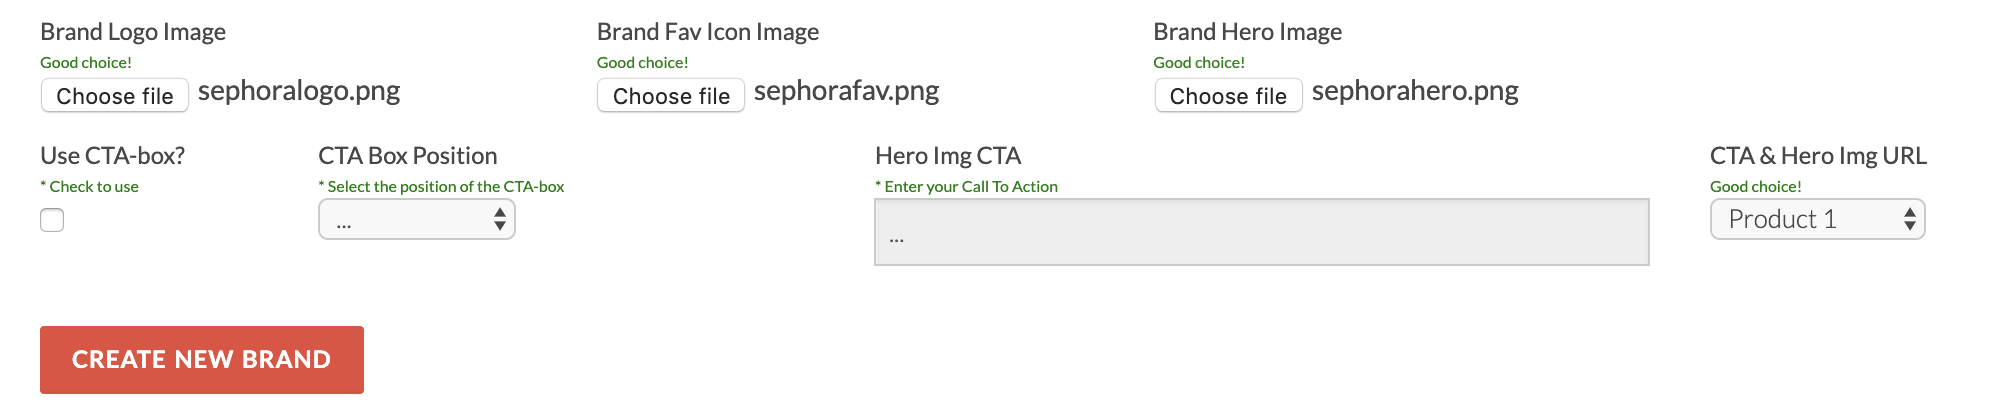 Brand Logo Image
Brand Fav Icon Image
Brand Hero Image
Good choice!
Good choice!
Good choice!
Choose file sephoralogo.png
Choose file sephorafav.png
Choose file sephorahero.png
Use CTA-box?
CTA Box Position
Hero Img CTA
CTA & Hero Img URL
* Check to use
* Select the position of the CTA-box
* Enter your Call To Action
Good choice!
...
...
Product 1
CREATE NEW BRAND